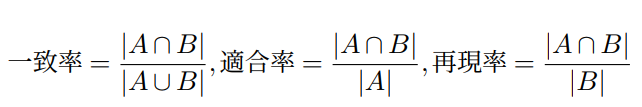 一致率 = |A ∩ B| / |A ∪ B|, 適合率 = |A ∩ B| / |A|, 再現率 = |A ∩ B| / |B|